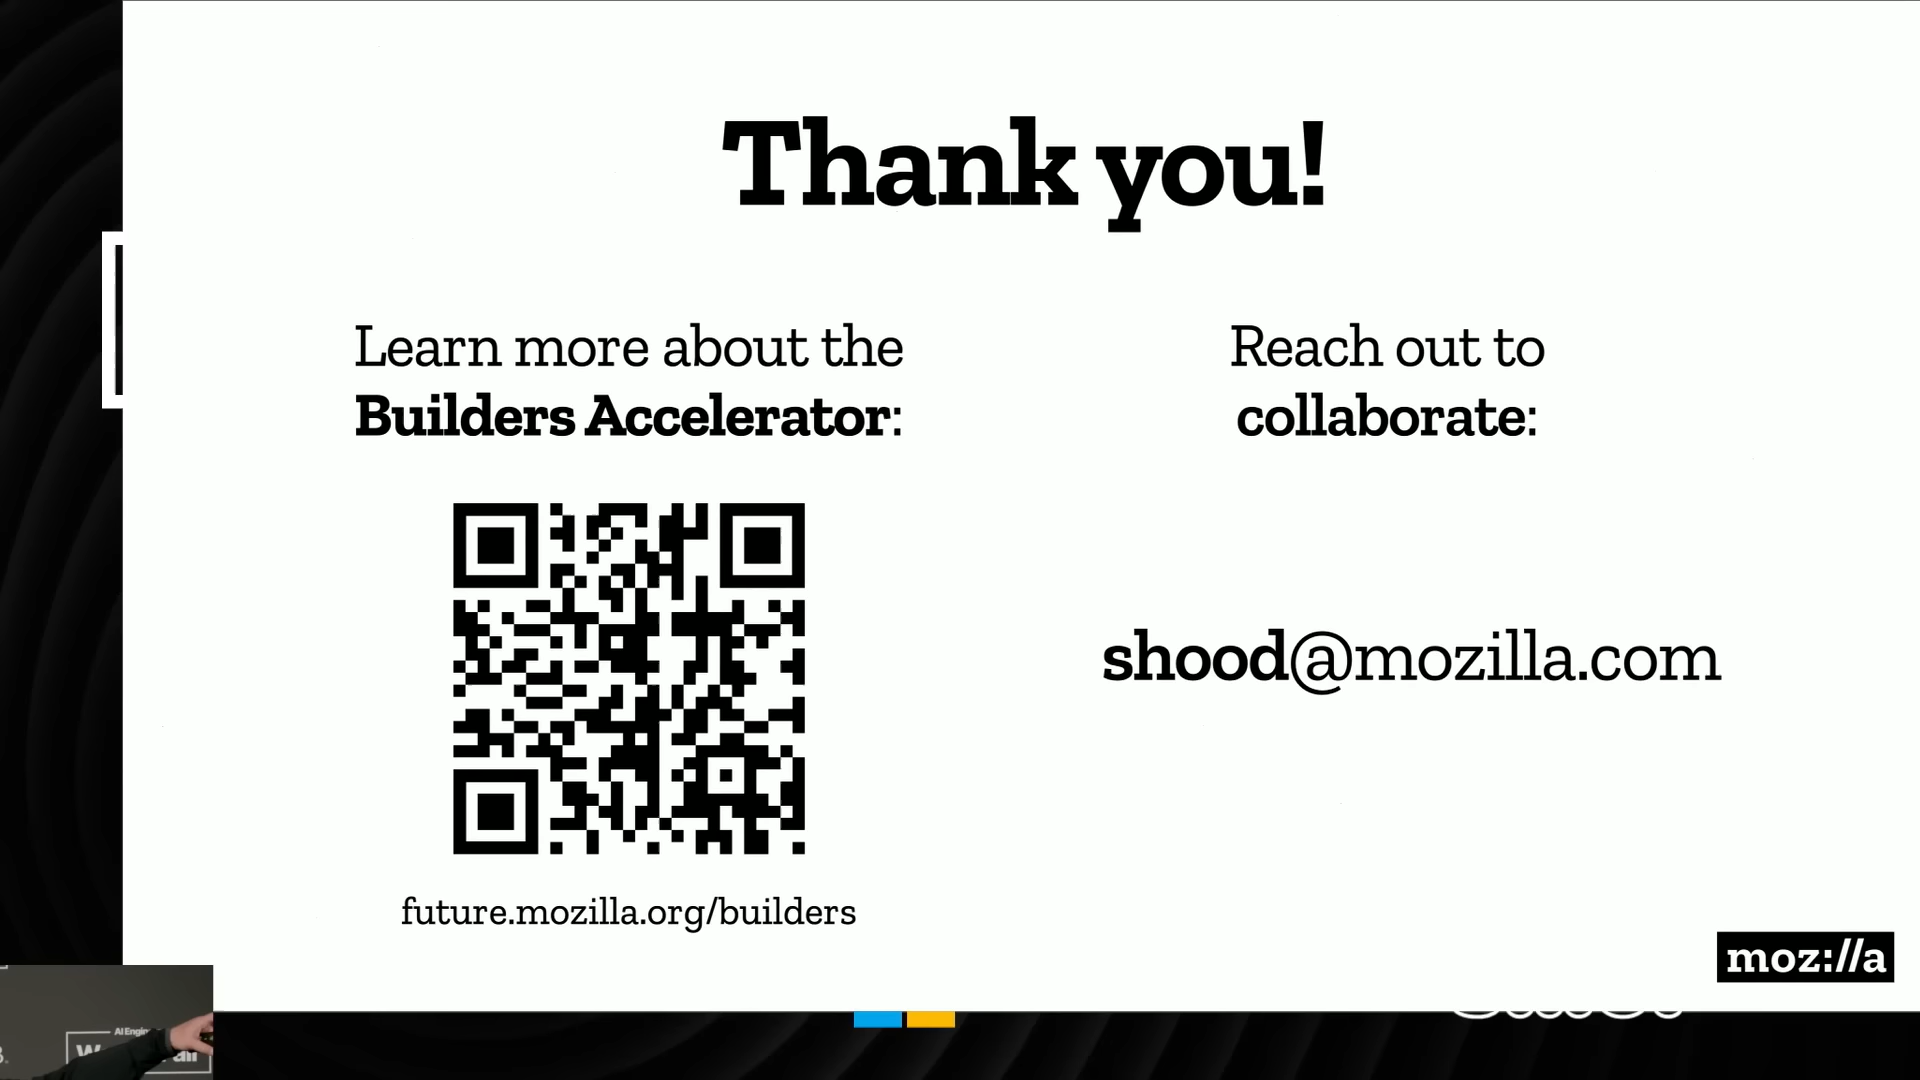 Thank you!
Learn more about the
Builders Accelerator:
future.mozilla.org/builders
Reach out to
collaborate:
shood@mozilla.com
moz://a